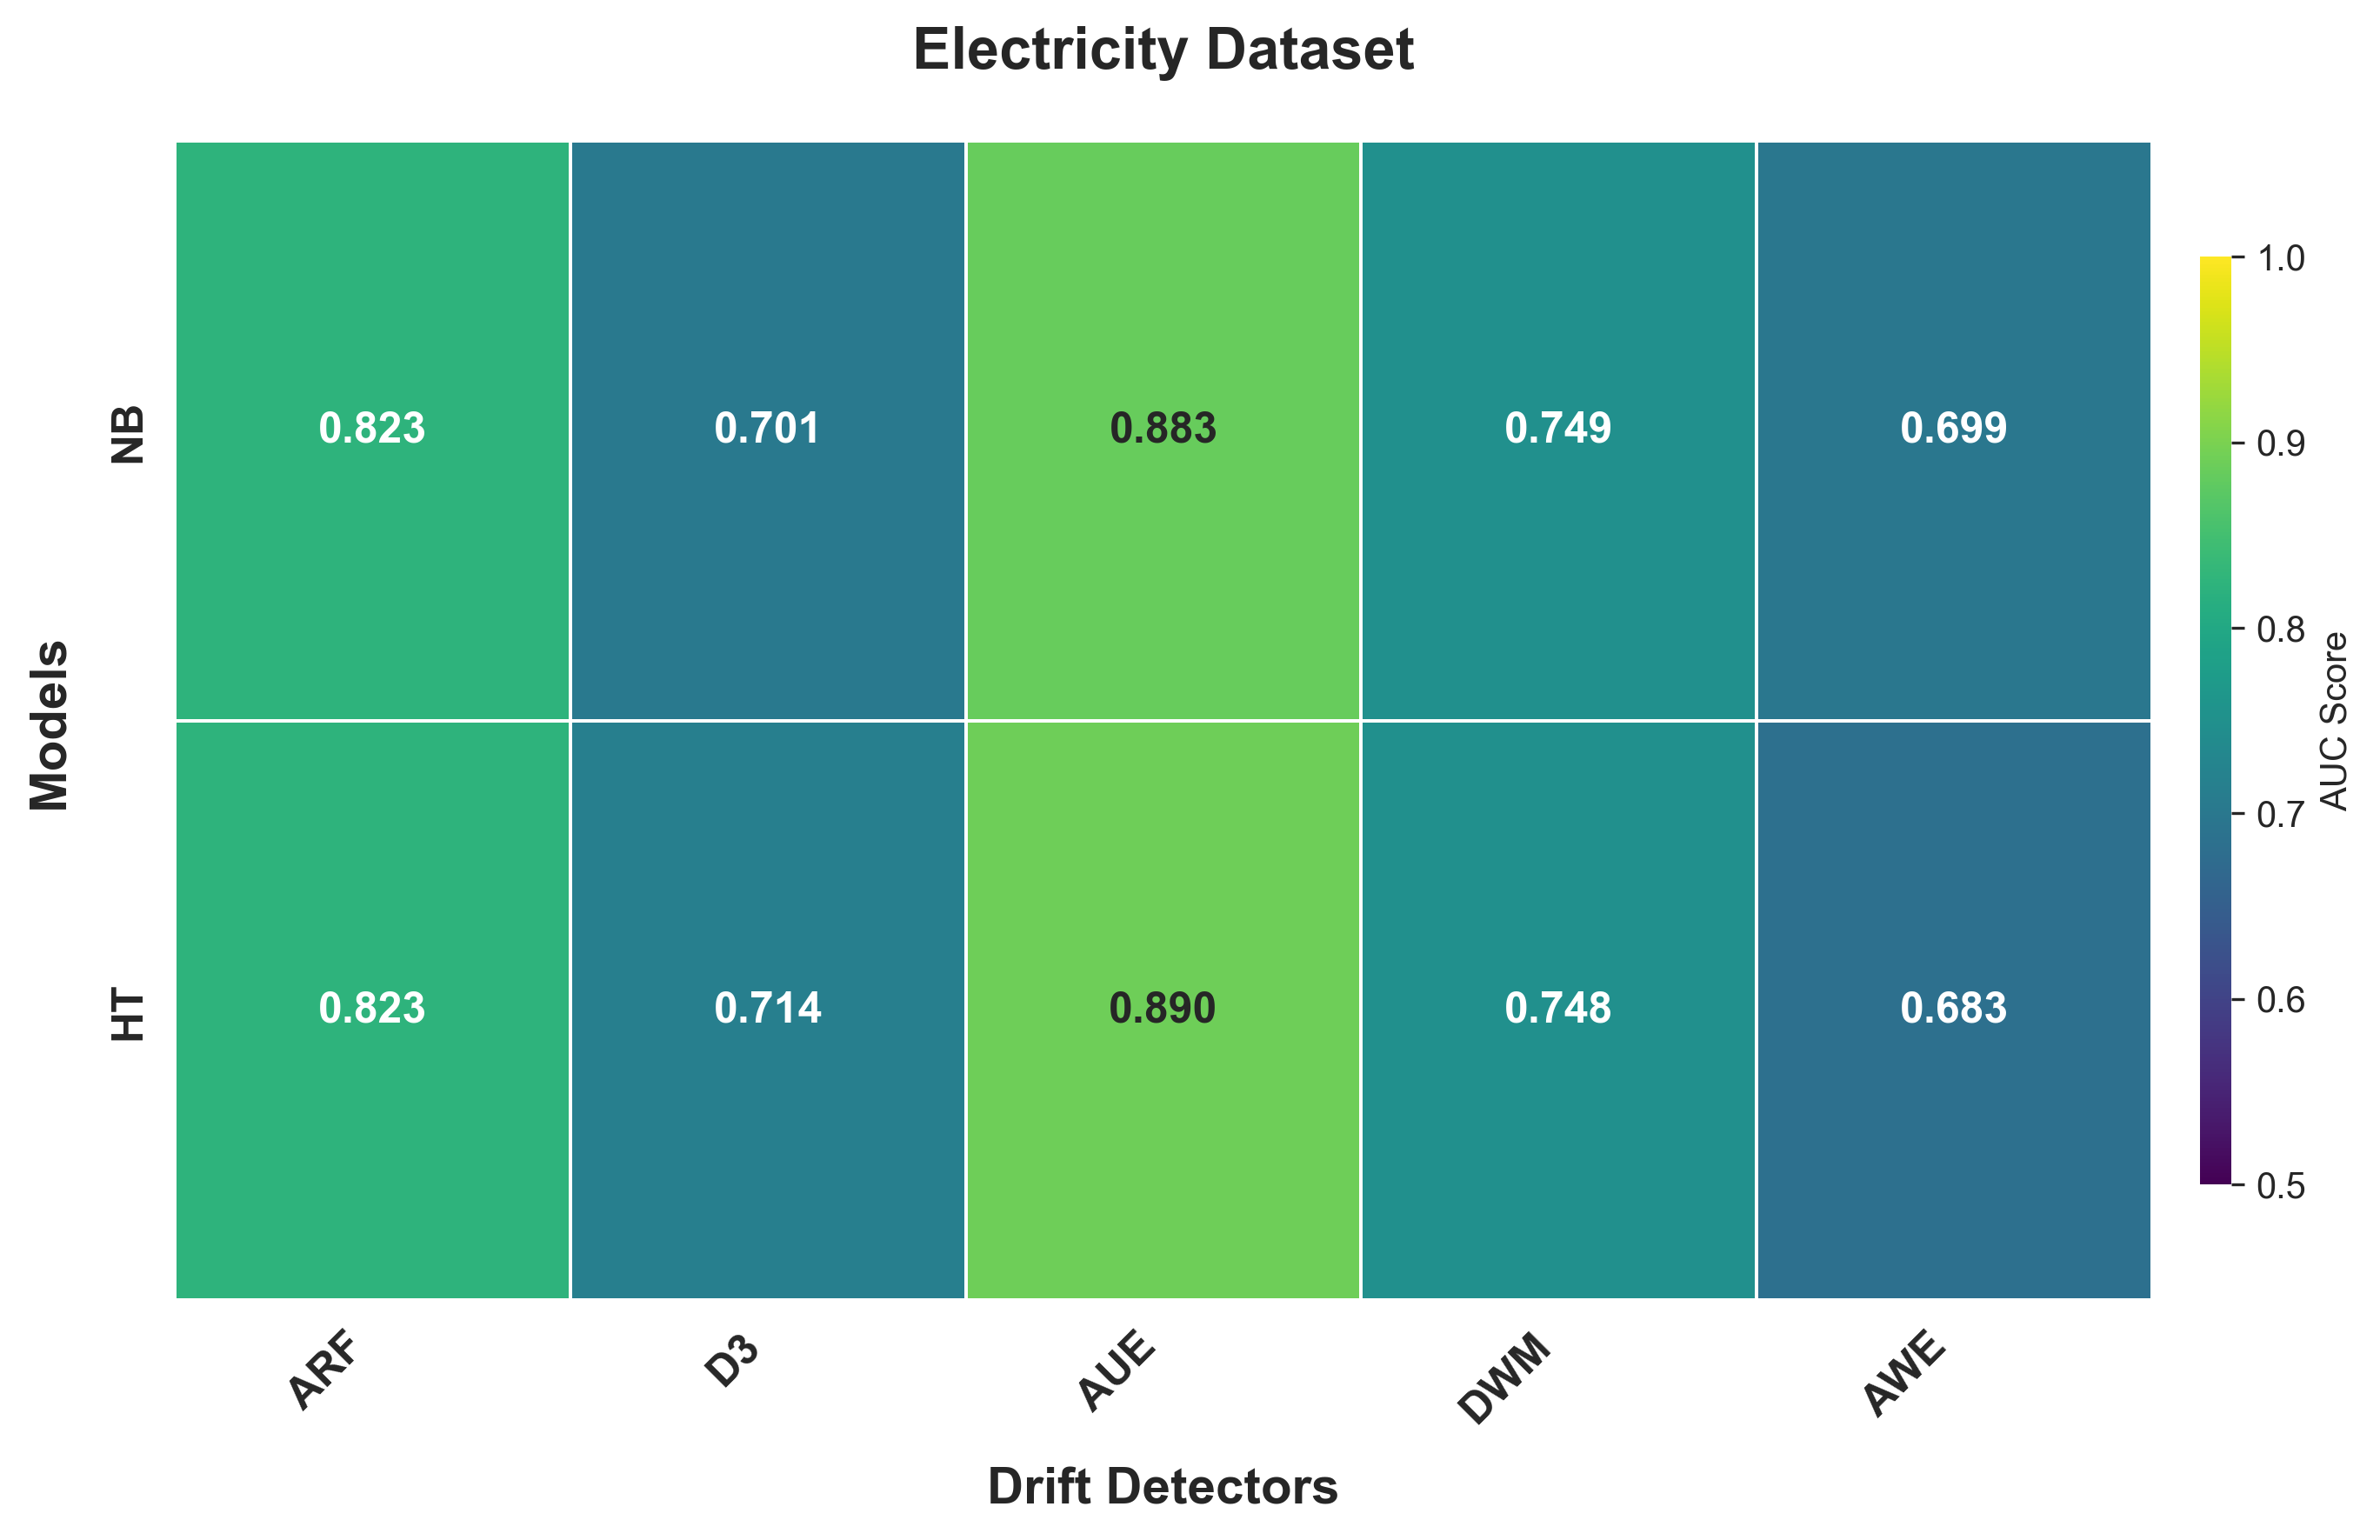 Electricity Dataset
Models
NB
0.823 0.701 0.883 0.749 0.699
HT
0.823 0.714 0.890 0.748 0.683
ARF D3 AUE DWM AWE
Drift Detectors
1.0
0.9
0.8
0.7
0.6
0.5
AUC Score